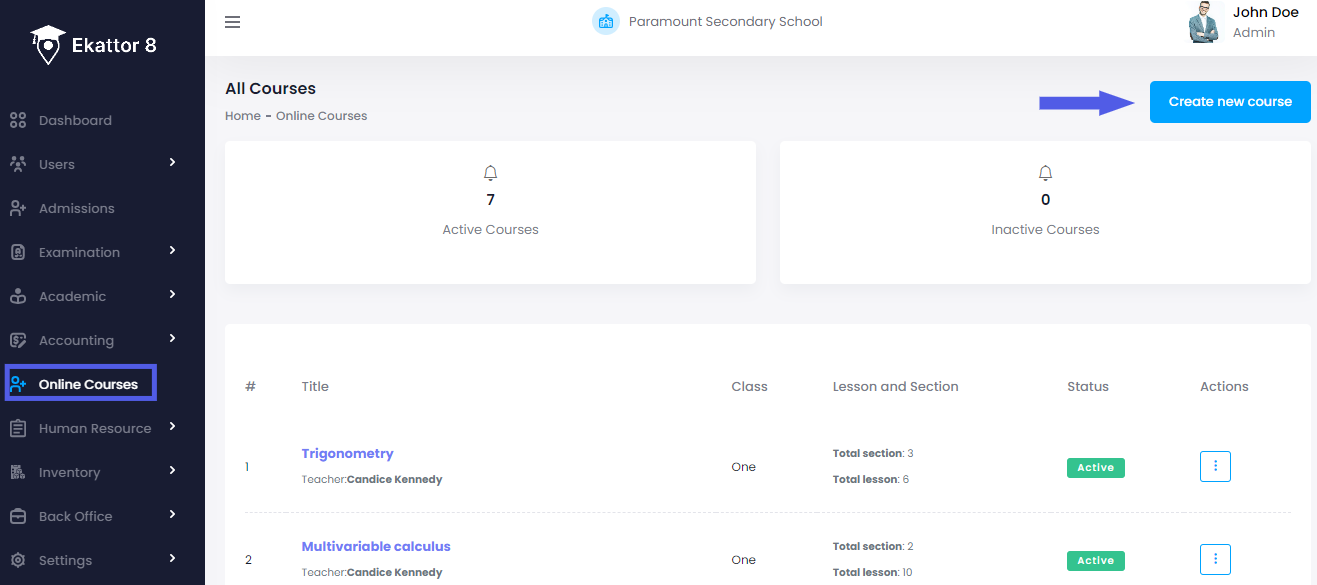 Ekattor 8
Dashboard
Users
Admissions
Examination
Academic
Accounting
Online Courses
Human Resource
Inventory
Back Office
Settings
Paramount Secondary School
John Doe
Admin
All Courses
Home - Online Courses
Create new course
7
Active Courses
0
Inactive Courses
# Title Class Lesson and Section Status Actions
1 Trigonometry
Teacher:Candice Kennedy
One
Total section: 3
Total lesson: 6
Active
2 Multivariable calculus
Teacher:Candice Kennedy
One
Total section: 2
Total lesson: 10
Active